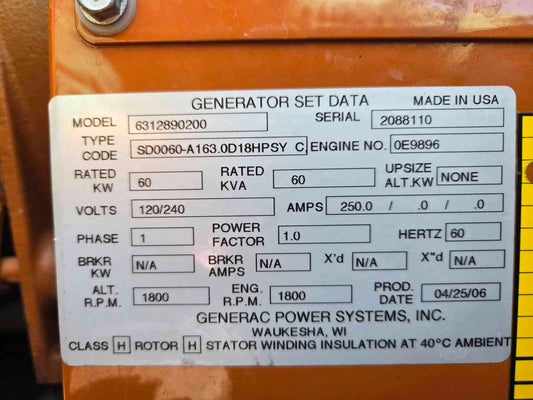 GENERATOR SET DATA MADE IN USA
MODEL 6312890200 SERIAL 2088110
TYPE CODE SD0060-A163.0D18HPSY C ENGINE NO. 0E9896
RATED KW 60 RATED KVA 60 UPSIZE ALT.KW NONE
VOLTS 120/240 AMPS 250.0 / .0 / .0
PHASE 1 POWER FACTOR 1.0 HERTZ 60
BRKR KW N/A BRKR AMPS N/A X'd N/A X"d N/A
ALT. R.P.M. 1800 ENG. R.P.M. 1800 PROD. DATE 04/25/06
GENERAC POWER SYSTEMS, INC.
WAUKESHA, WI
CLASS H ROTOR H STATOR WINDING INSULATION AT 40°C AMBIENT